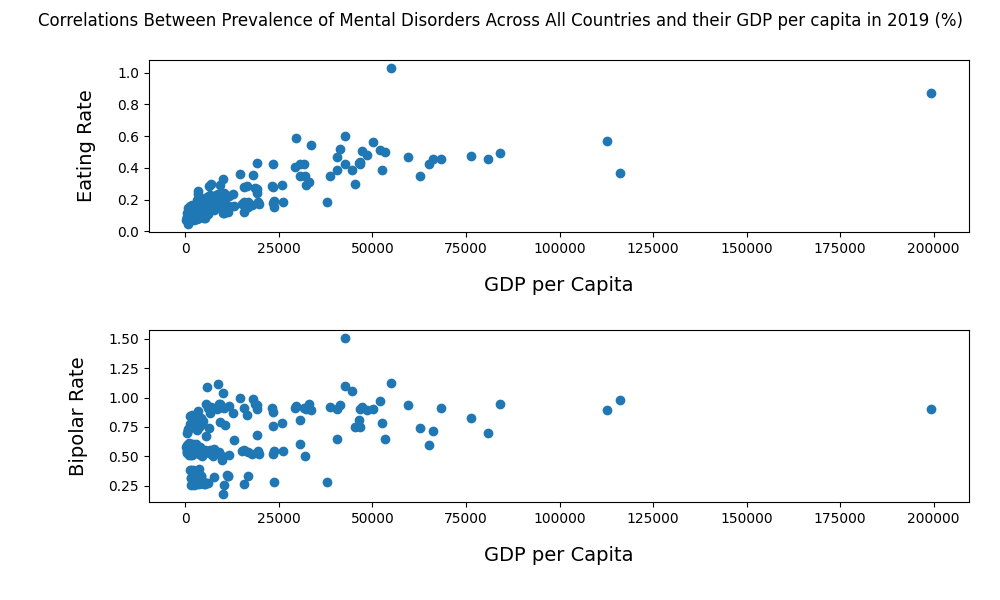 Correlations Between Prevalence of Mental Disorders Across All Countries and their GDP per capita in 2019 (%)
1.0
0.8
0.6
0.4
0.2
0.0
Eating Rate
0 25000 50000 75000 100000 125000 150000 175000 200000
GDP per Capita
1.50
1.25
1.00
0.75
0.50
0.25
Bipolar Rate
0 25000 50000 75000 100000 125000 150000 175000 200000
GDP per Capita